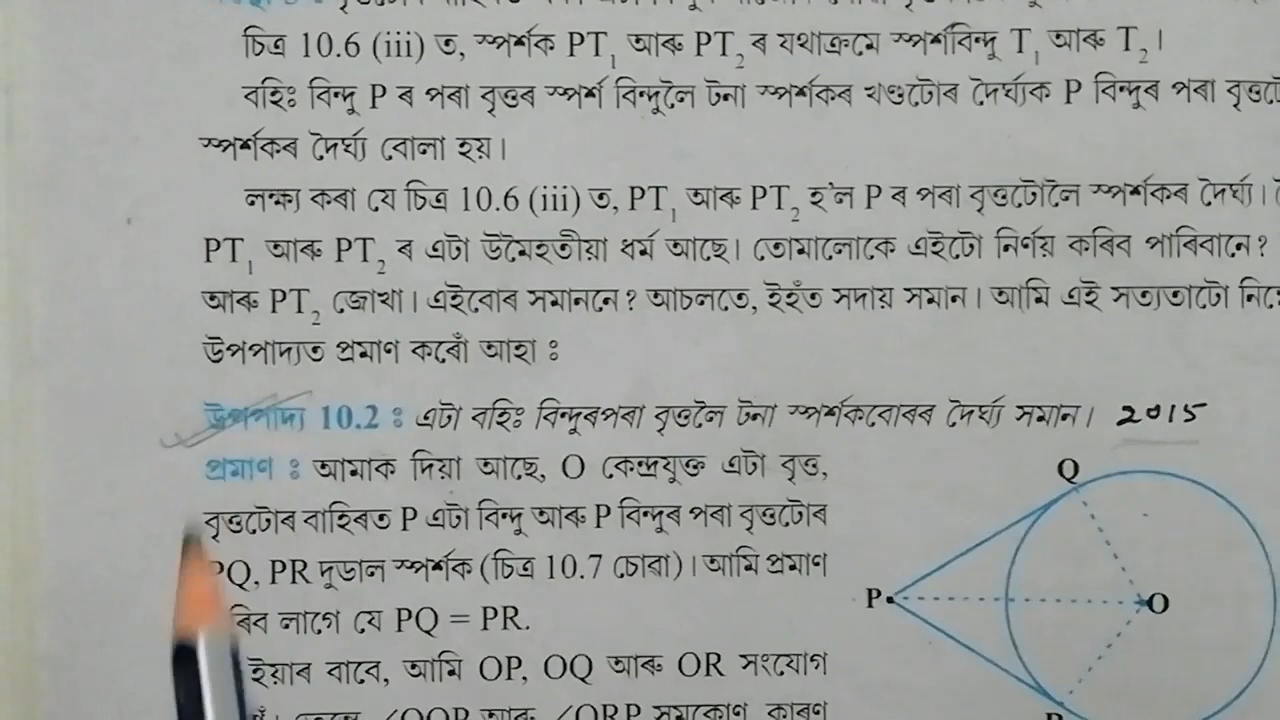 চিত্ৰ 10.6 (iii) ত, স্পৰ্শক PT₁ আৰু PT₂ ৰ যথাক্ৰমে স্পৰ্শবিন্দু T₁ আৰু T₂।
বহিঃ বিন্দু P ৰ পৰা বৃত্তৰ স্পৰ্শ বিন্দুলৈ টনা স্পৰ্শকৰ খণ্ডটোৰ দৈৰ্ঘ্যক P বিন্দুৰ পৰা
স্পৰ্শকৰ দৈৰ্ঘ্য বোলা হয়।
লক্ষ্য কৰা যে চিত্ৰ 10.6 (iii) ত, PT₁ আৰু PT₂ হ'ল P ৰ পৰা বৃত্তটোলৈ স্পৰ্শকৰ দৈৰ্ঘ্য।
PT₁ আৰু PT₂ ৰ এটা উমৈহতীয়া ধৰ্ম আছে। তোমালোকে এইটো নিৰ্ণয় কৰিব পাৰিবানে?
আৰু PT₂ জোখা। এইবোৰ সমাননে? আচলতে, ইহঁত সদায় সমান। আমি এই সত্যতাটো
উপপাদ্যত প্ৰমাণ কৰোঁ আহা ঃ
উপপাদ্য 10.2 ঃ এটা বহিঃ বিন্দুৰপৰা বৃত্তলৈ টনা স্পৰ্শকবোৰৰ দৈৰ্ঘ্য সমান। 2015
প্ৰমাণ ঃ আমাক দিয়া আছে, O কেন্দ্ৰযুক্ত এটা বৃত্ত,
বৃত্তটোৰ বাহিৰত P এটা বিন্দু আৰু P বিন্দুৰ পৰা বৃত্তটোৰ
PQ, PR দুডাল স্পৰ্শক (চিত্ৰ 10.7 চোৱা)। আমি প্ৰমাণ
লাগে যে PQ = PR.
ইয়াৰ বাবে, আমি OP, OQ আৰু OR সংযোগ
∠OQP আৰু ∠ORP সমকোণ কাৰণ
Q
P
O